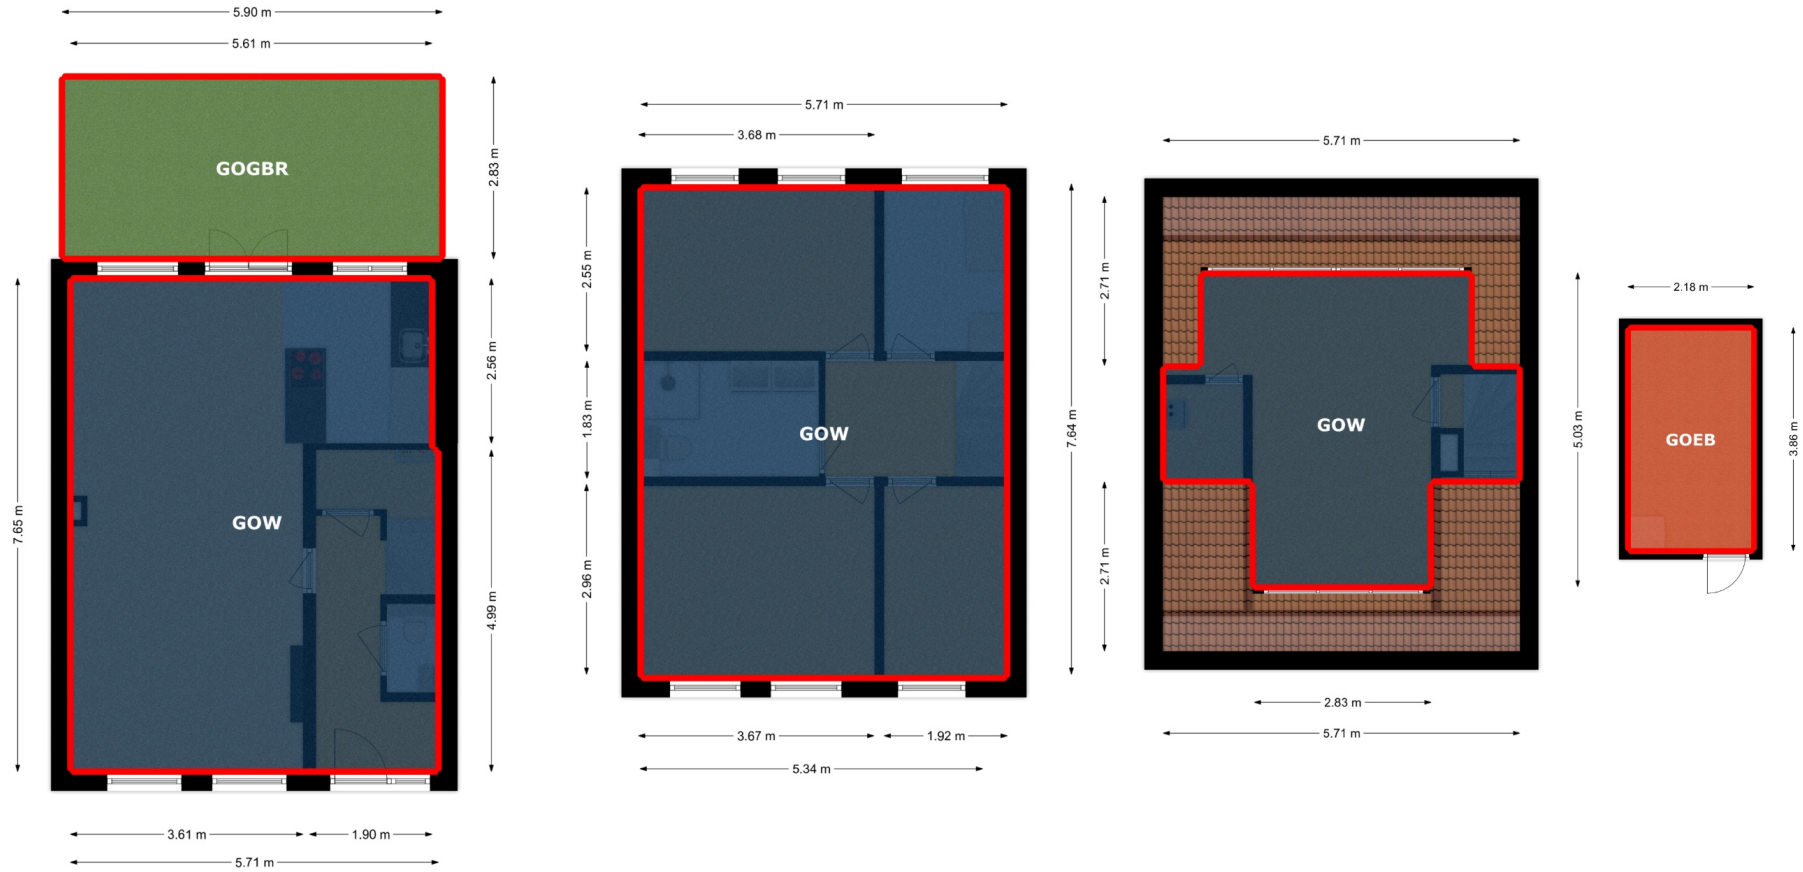 5.90 m
5.61 m
GOGBR
2.83 m
2.56 m
7.65 m
GOW
4.99 m
3.61 m
1.90 m
5.71 m
5.71 m
3.68 m
2.55 m
1.83 m
GOW
7.64 m
2.96 m
3.67 m
1.92 m
5.34 m
5.71 m
2.71 m
GOW
5.03 m
2.71 m
2.83 m
5.71 m
2.18 m
GOEB
3.86 m